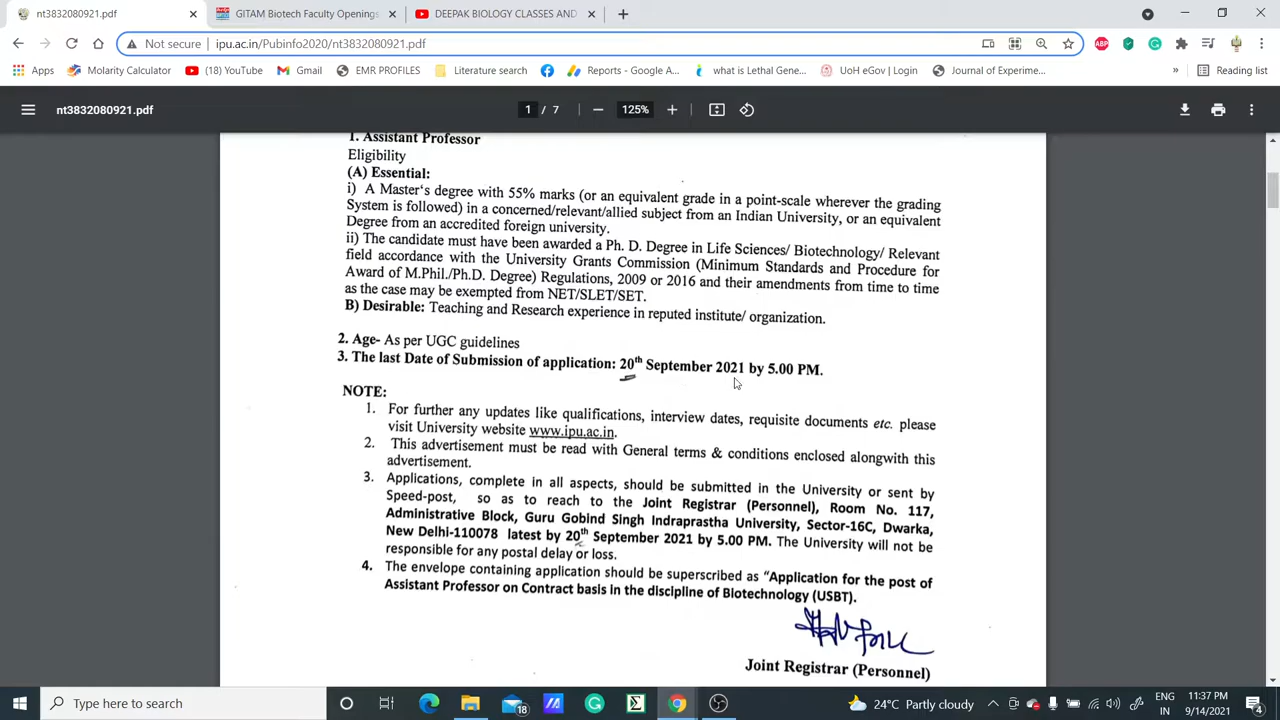 nt3832080921.pdf
GITAM Biotech Faculty Openings
DEEPAK BIOLOGY CLASSES AND
Not secure | ipu.ac.in/Pubinfo2020/nt3832080921.pdf
Apps
Molarity Calculator
(18) YouTube
Gmail
EMR PROFILES
Literature search
Reports - Google A...
what is Lethal Gene...
UoH eGov | Login
Journal of Experime...
»
Reading list
nt3832080921.pdf
1 / 7
125%
1. Assistant Professor
Eligibility
(A) Essential:
i) A Master's degree with 55% marks (or an equivalent grade in a point-scale wherever the grading
System is followed) in a concerned/relevant/allied subject from an Indian University, or an equivalent
Degree from an accredited foreign university.
ii) The candidate must have been awarded a Ph. D. Degree in Life Sciences/ Biotechnology/ Relevant
field accordance with the University Grants Commission (Minimum Standards and Procedure for
Award of M.Phil./Ph.D. Degree) Regulations, 2009 or 2016 and their amendments from time to time
as the case may be exempted from NET/SLET/SET.
B) Desirable: Teaching and Research experience in reputed institute/ organization.
2. Age- As per UGC guidelines
3. The last Date of Submission of application: 20th September 2021 by 5.00 PM.
NOTE:
1. For further any updates like qualifications, interview dates, requisite documents etc. please
visit University website www.ipu.ac.in.
2. This advertisement must be read with General terms & conditions enclosed alongwith this
advertisement.
3. Applications, complete in all aspects, should be submitted in the University or sent by
Speed-post, so as to reach to the Joint Registrar (Personnel), Room No. 117,
Administrative Block, Guru Gobind Singh Indraprastha University, Sector-16C, Dwarka,
New Delhi-110078 latest by 20th September 2021 by 5.00 PM. The University will not be
responsible for any postal delay or loss.
4. The envelope containing application should be superscribed as “Application for the post of
Assistant Professor on Contract basis in the discipline of Biotechnology (USBT).
Joint Registrar (Personnel)
Type here to search
18
24°C Partly cloudy
ENG
IN
11:37 PM
9/14/2021
4